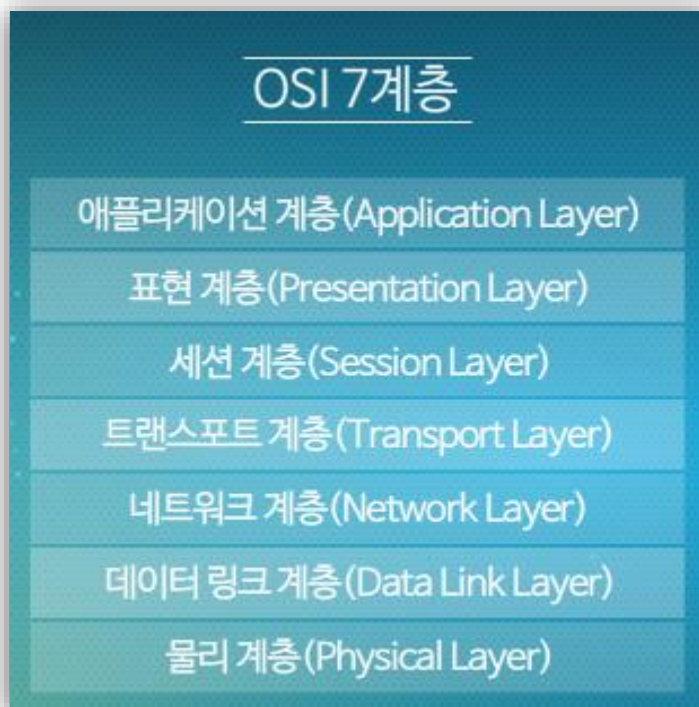 OSI 7계층
애플리케이션 계층(Application Layer)
표현 계층(Presentation Layer)
세션 계층(Session Layer)
트랜스포트 계층(Transport Layer)
네트워크 계층(Network Layer)
데이터 링크 계층(Data Link Layer)
물리 계층(Physical Layer)